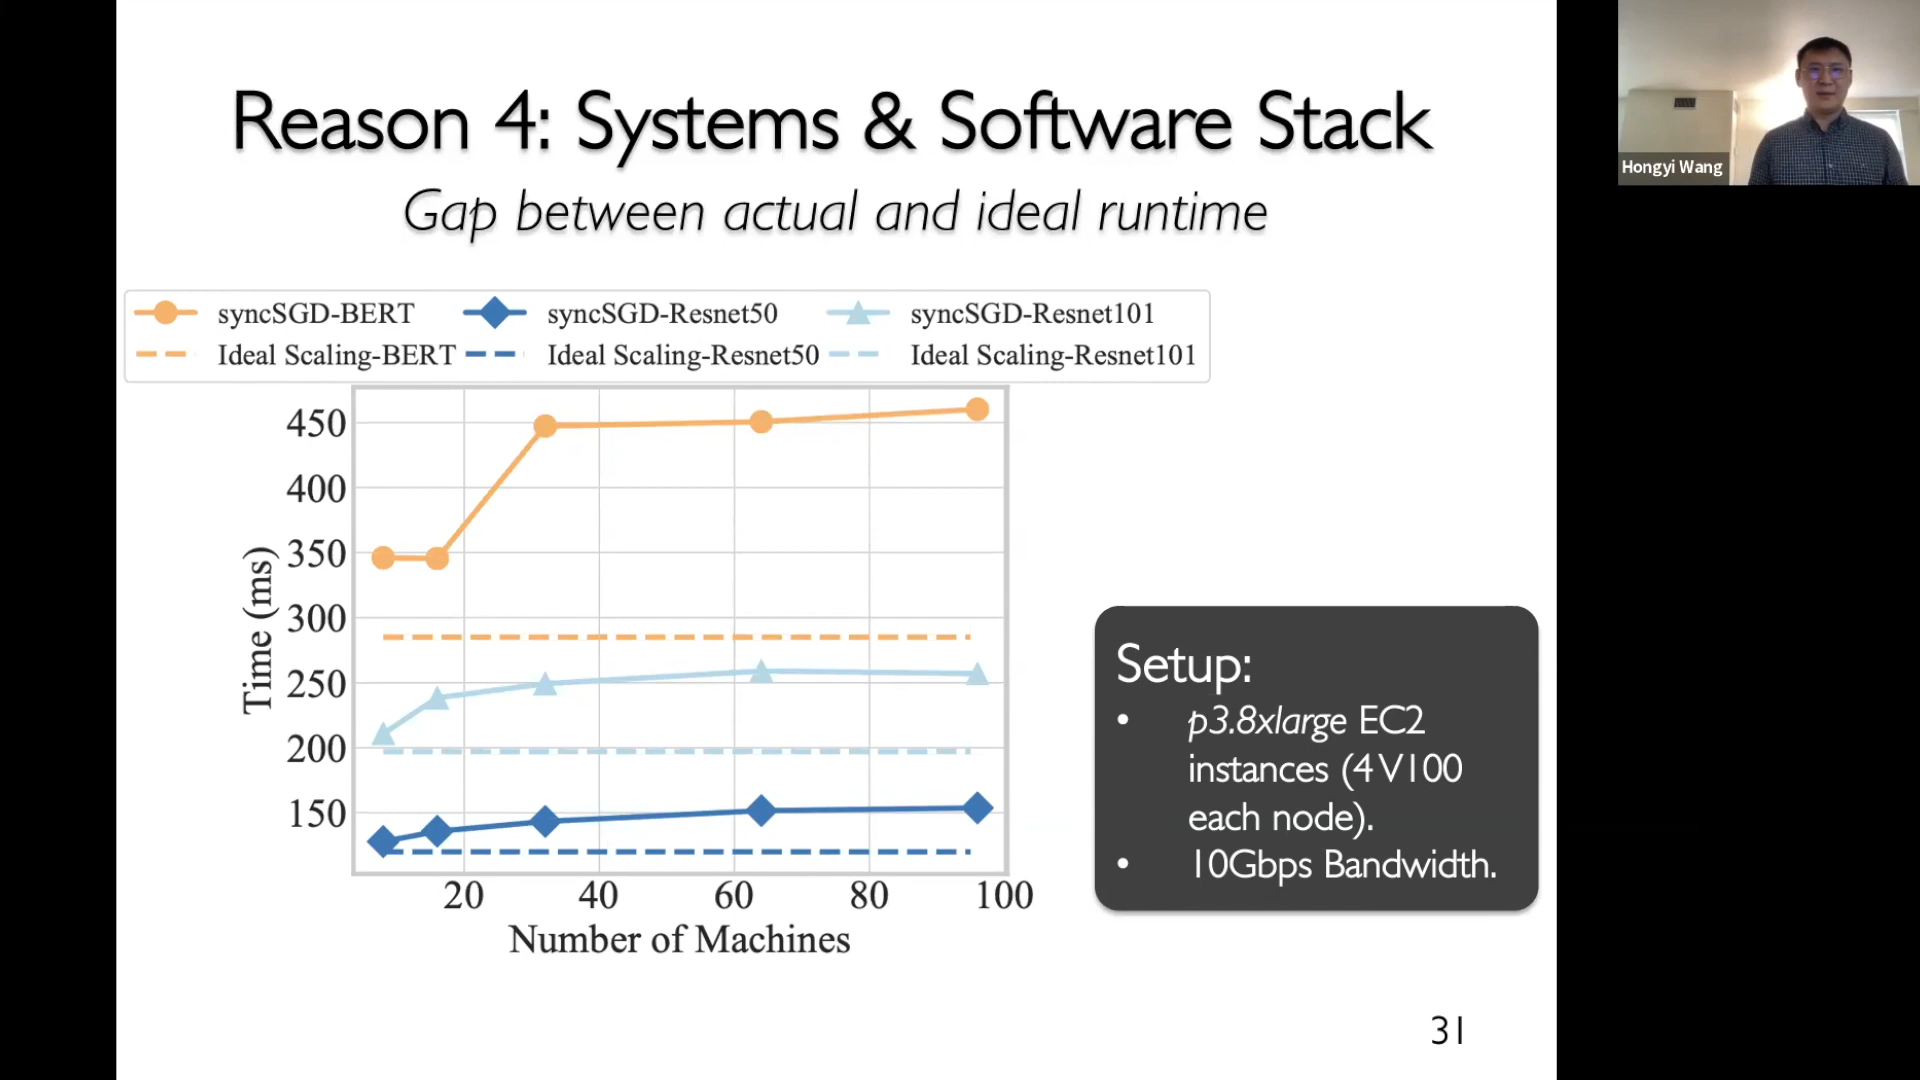 Reason 4: Systems & Software Stack
Gap between actual and ideal runtime
Hongyi Wang
syncSGD-BERT syncSGD-Resnet50 syncSGD-Resnet101
Ideal Scaling-BERT Ideal Scaling-Resnet50 Ideal Scaling-Resnet101
450
400
350
300
250
200
150
Time (ms)
20 40 60 80 100
Number of Machines
Setup:
• p3.8xlarge EC2
instances (4 V100
each node).
• 10Gbps Bandwidth.
31